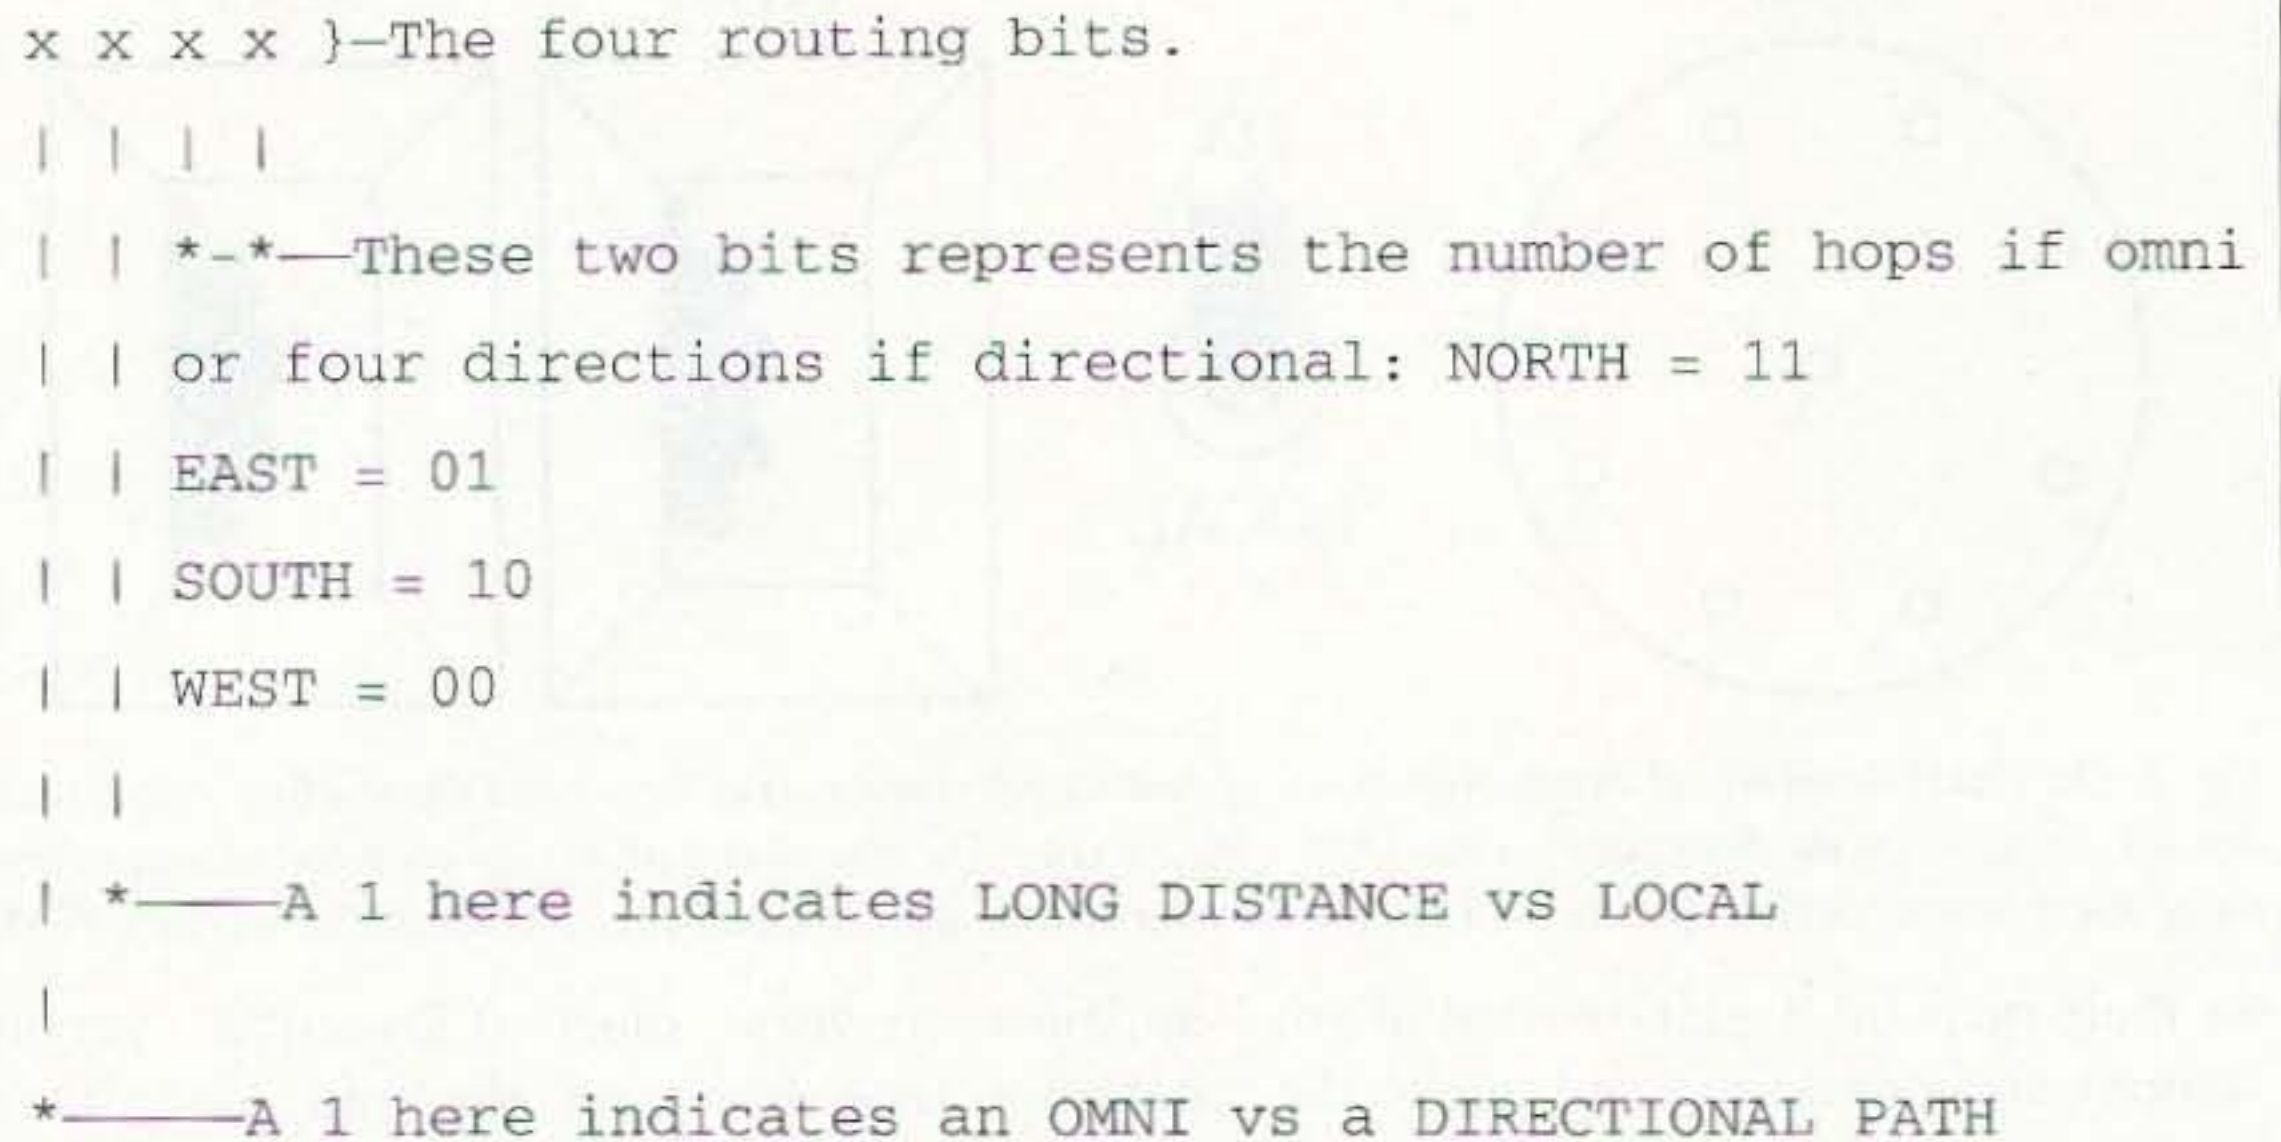 x x x x }—The four routing bits.
| | | |
| | *-*——These two bits represents the number of hops if omni
| | or four directions if directional: NORTH = 11
| | EAST = 01
| | SOUTH = 10
| | WEST = 00
| |
| *————A 1 here indicates LONG DISTANCE vs LOCAL
|
*—————A 1 here indicates an OMNI vs a DIRECTIONAL PATH